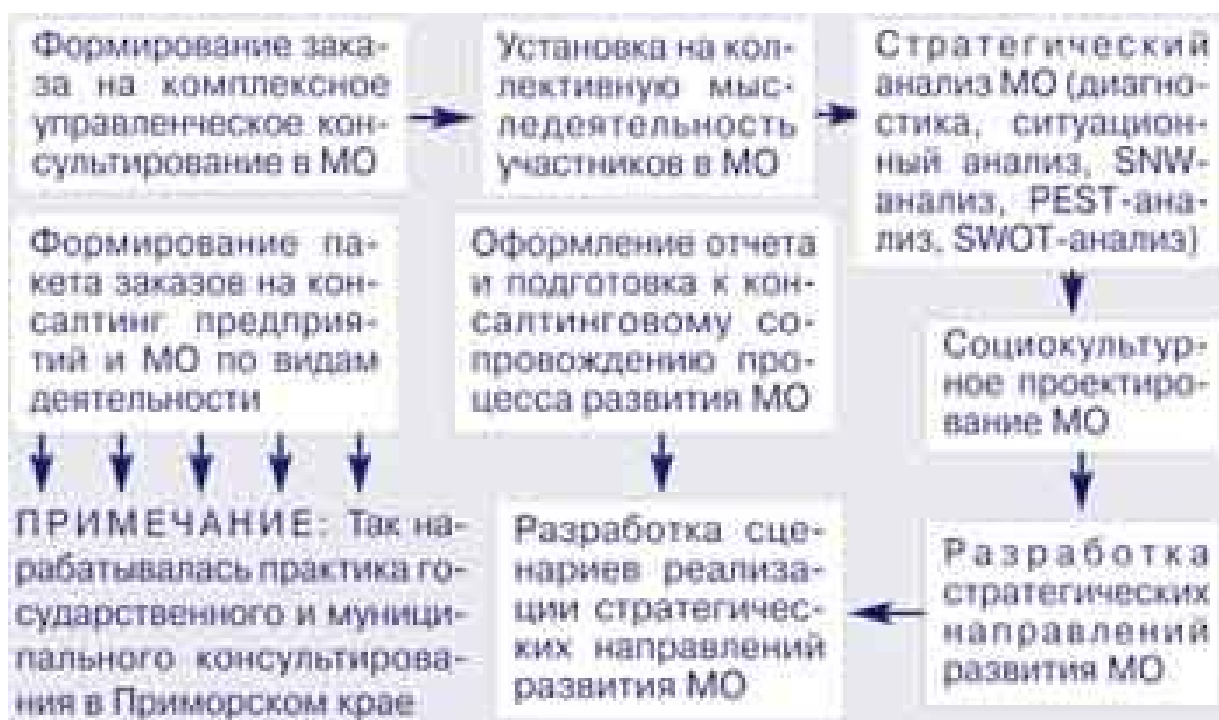 Формирование зака-
за на комплексное
управленческое кон-
сультирование в МО
Установка на кол-
лективную мыс-
ледеятельность
участников в МО
Стратегический
анализ МО (диагно-
стика, ситуацион-
ный анализ, SNW-
анализ, PEST-ана-
лиз, SWOT-анализ)
Формирование па-
кета заказов на кон-
салтинг предприя-
тий и МО по видам
деятельности
Оформление отчета
и подготовка к кон-
салтинговому со-
провождению про-
цесса развития МО
Социокультур-
ное проектиро-
вание МО
ПРИМЕЧАНИЕ: Так на-
рабатывалась практика го-
сударственного и муници-
пального консультирова-
ния в Приморском крае
Разработка сце-
нариев реализа-
ции стратегичес-
ких направлений
развития МО
Разработка
стратегических
направлений
развития МО